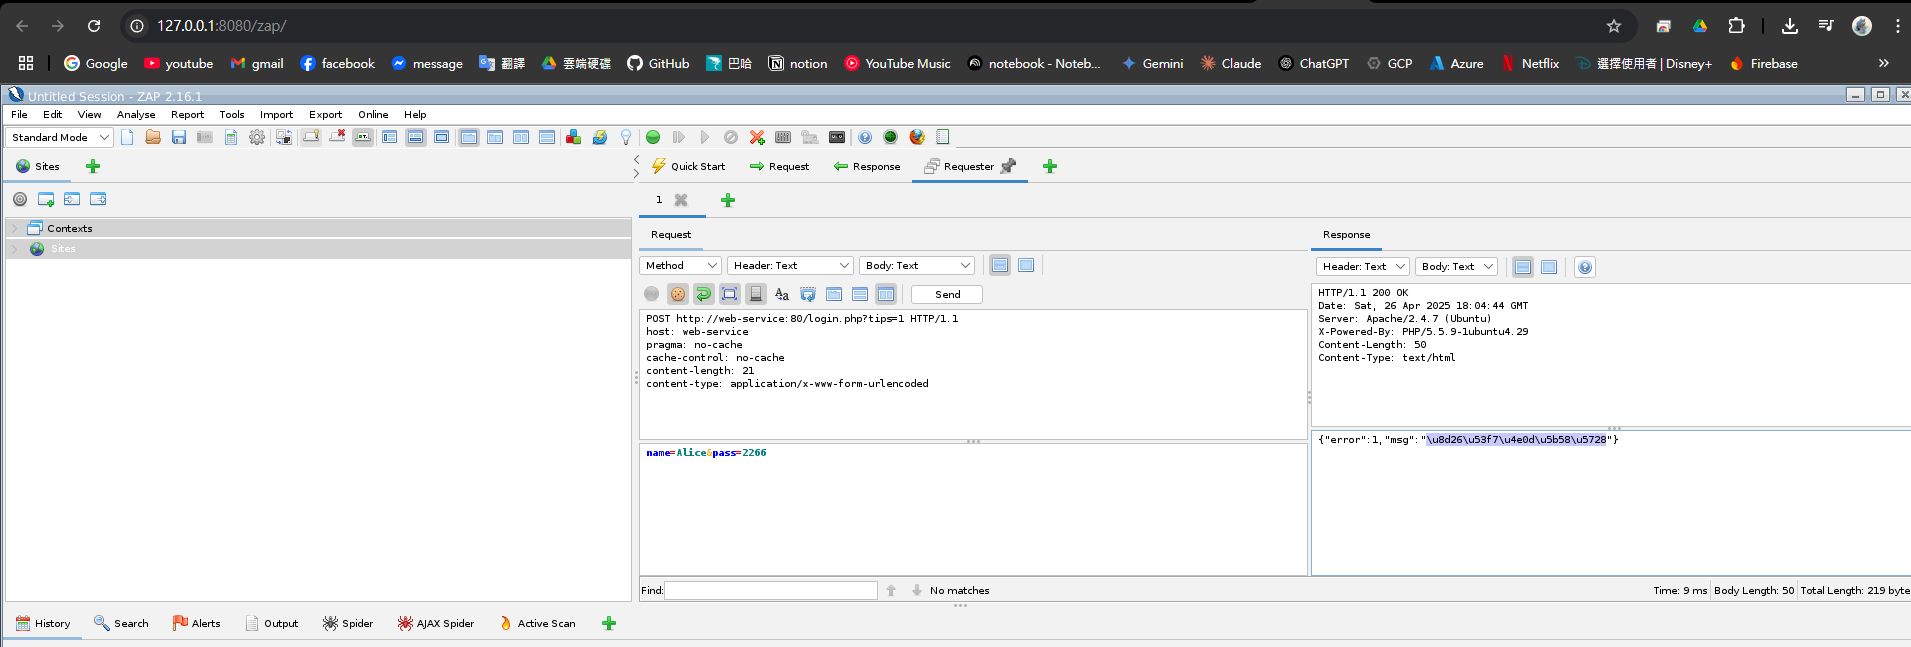 127.0.0.1:8080/zap/
Google youtube gmail facebook message 翻譯 雲端硬碟 GitHub 巴哈 notion YouTube Music notebook - Noteb... Gemini Claude ChatGPT GCP Azure Netflix 選擇使用者 | Disney+ Firebase »
Untitled Session - ZAP 2.16.1
File Edit View Analyse Report Tools Import Export Online Help
Standard Mode
Sites
Quick Start Request Response Requester
1
Contexts
Sites
Request
Method Header: Text Body: Text
Send
POST http://web-service:80/login.php?tips=1 HTTP/1.1
host: web-service
pragma: no-cache
cache-control: no-cache
content-length: 21
content-type: application/x-www-form-urlencoded
name=Alice&pass=2266
Find: No matches
Response
Header: Text Body: Text
HTTP/1.1 200 OK
Date: Sat, 26 Apr 2025 18:04:44 GMT
Server: Apache/2.4.7 (Ubuntu)
X-Powered-By: PHP/5.5.9-1ubuntu4.29
Content-Length: 50
Content-Type: text/html
{"error":1,"msg":"\u8d26\u53f7\u4e0d\u5b58\u5728"}
Time: 9 ms Body Length: 50 Total Length: 219 byte
History Search Alerts Output Spider AJAX Spider Active Scan